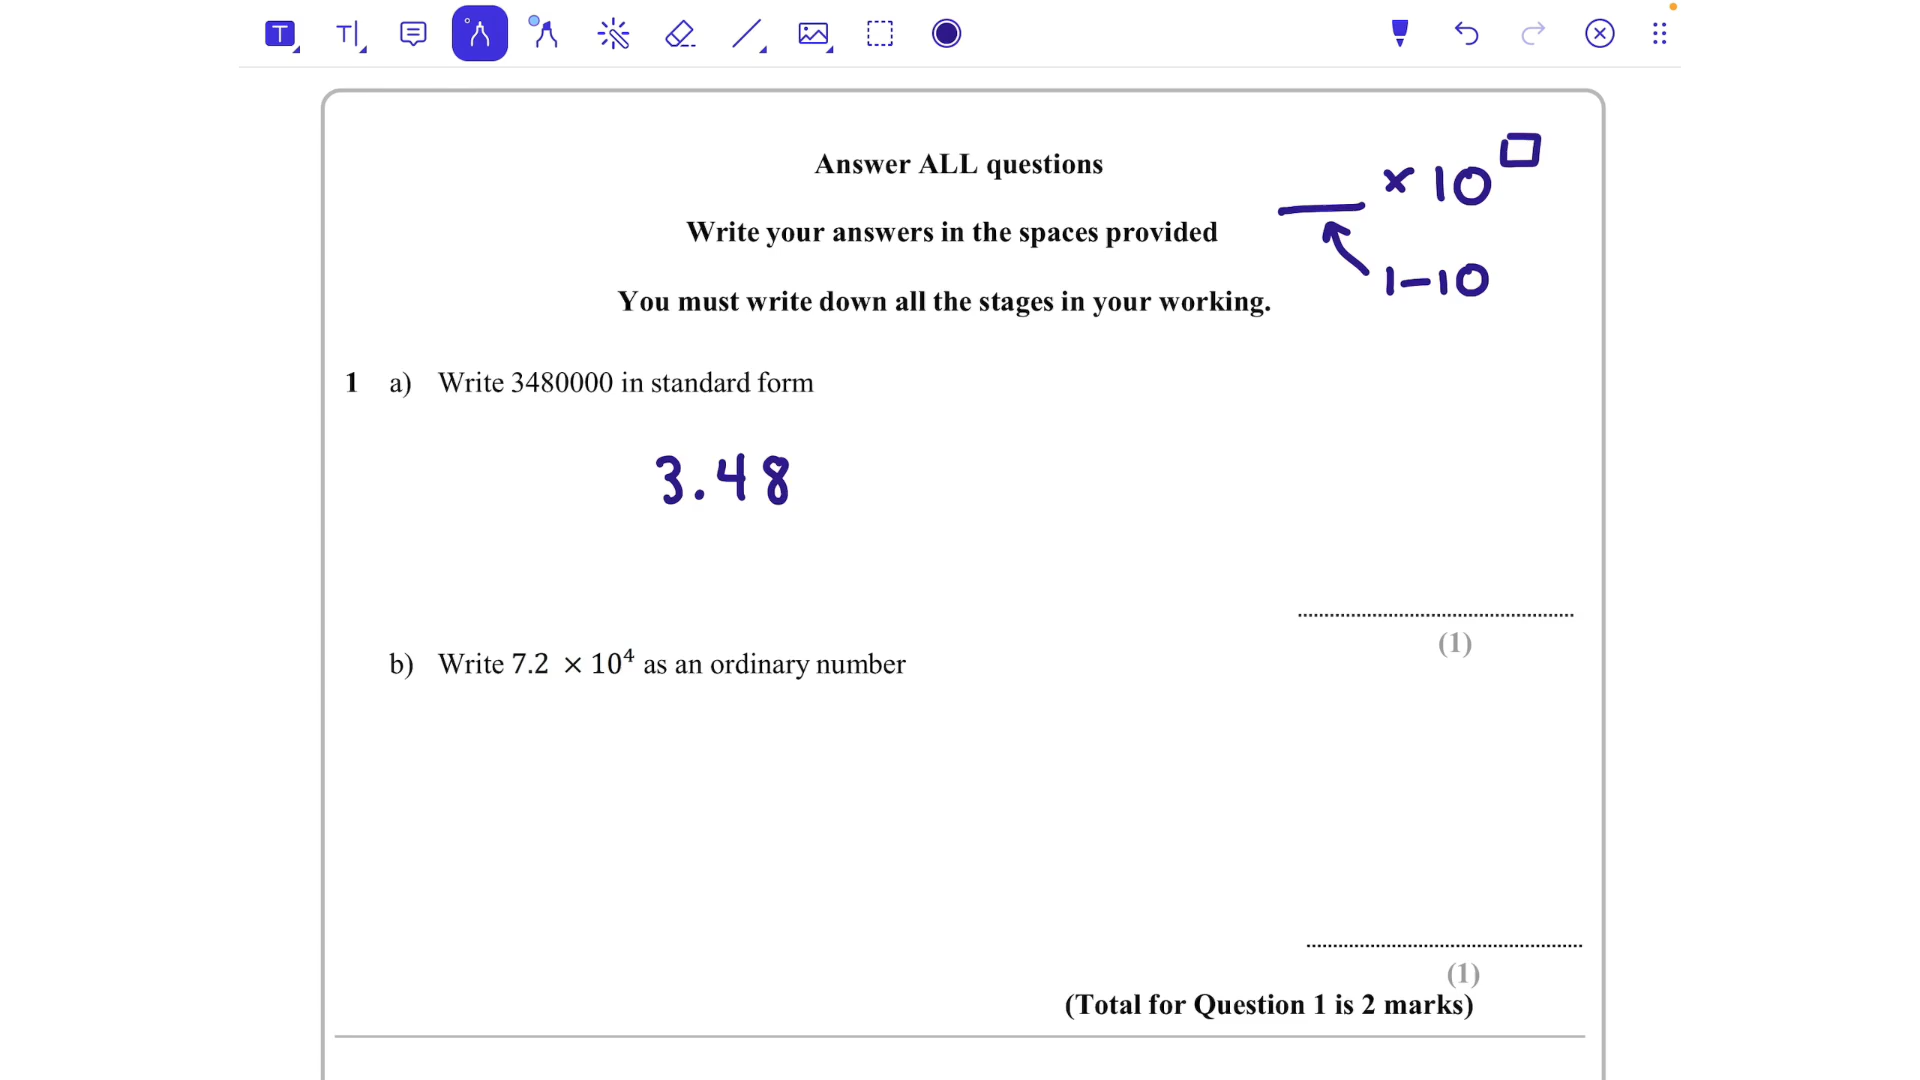 Answer ALL questions
× 10□
Write your answers in the spaces provided
1-10
You must write down all the stages in your working.
1 a) Write 3480000 in standard form
3.48
(1)
b) Write 7.2 × 10⁴ as an ordinary number
(1)
(Total for Question 1 is 2 marks)